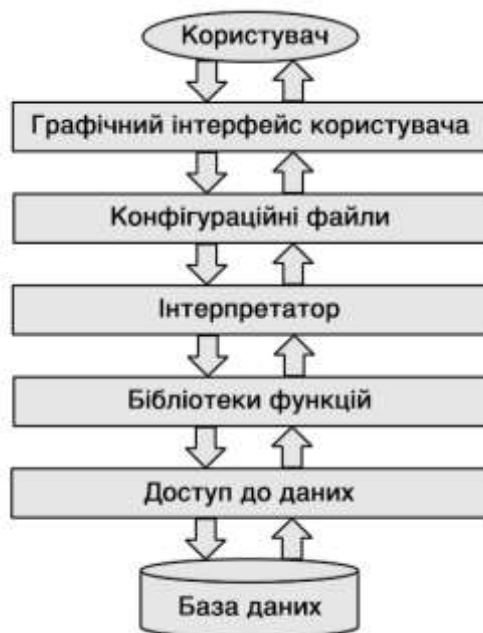 Користувач
Графічний інтерфейс користувача
Конфігураційні файли
Інтерпретатор
Бібліотеки функцій
Доступ до даних
База даних